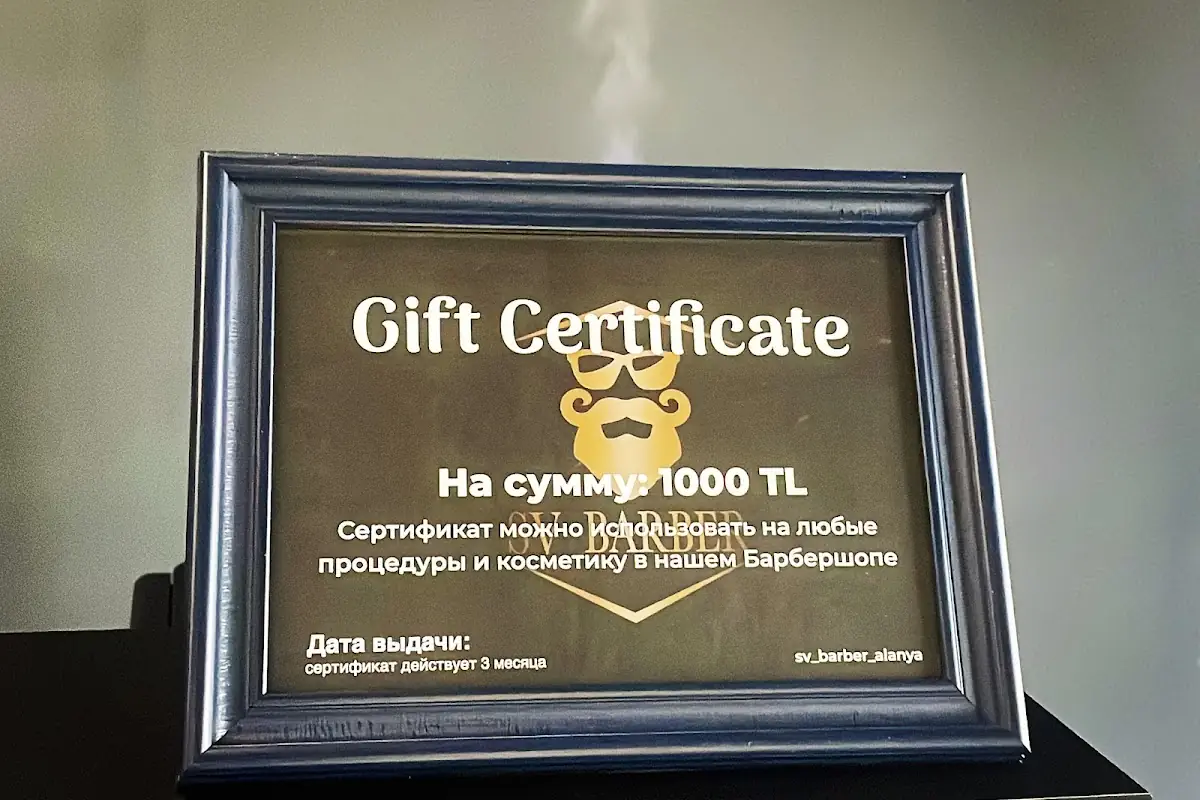 Gift Certificate
На сумму: 1000 TL
SV BARBER
Сертификат можно использовать на любые
процедуры и косметику в нашем Барбершопе
Дата выдачи:
сертификат действует 3 месяца
sv_barber_alanya